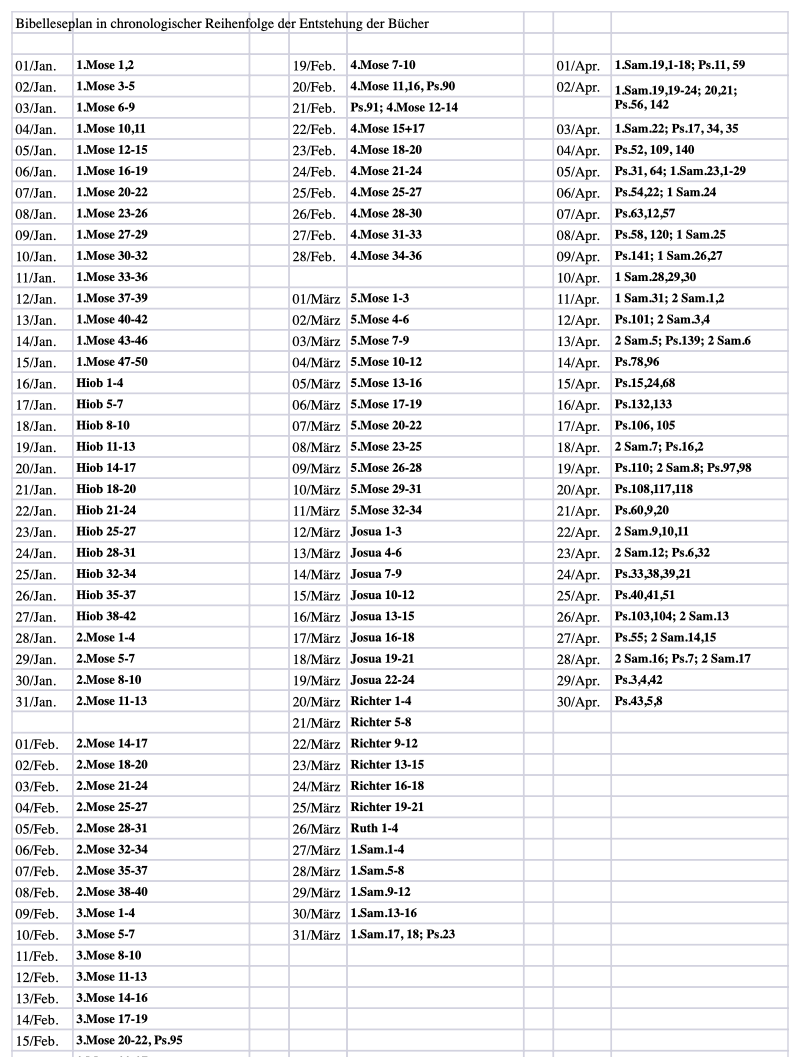 Bibelleseplan in chronologischer Reihenfolge der Entstehung der Bücher
01/Jan. 1.Mose 1,2
02/Jan. 1.Mose 3-5
03/Jan. 1.Mose 6-9
04/Jan. 1.Mose 10,11
05/Jan. 1.Mose 12-15
06/Jan. 1.Mose 16-19
07/Jan. 1.Mose 20-22
08/Jan. 1.Mose 23-26
09/Jan. 1.Mose 27-29
10/Jan. 1.Mose 30-32
11/Jan. 1.Mose 33-36
12/Jan. 1.Mose 37-39
13/Jan. 1.Mose 40-42
14/Jan. 1.Mose 43-46
15/Jan. 1.Mose 47-50
16/Jan. Hiob 1-4
17/Jan. Hiob 5-7
18/Jan. Hiob 8-10
19/Jan. Hiob 11-13
20/Jan. Hiob 14-17
21/Jan. Hiob 18-20
22/Jan. Hiob 21-24
23/Jan. Hiob 25-27
24/Jan. Hiob 28-31
25/Jan. Hiob 32-34
26/Jan. Hiob 35-37
27/Jan. Hiob 38-42
28/Jan. 2.Mose 1-4
29/Jan. 2.Mose 5-7
30/Jan. 2.Mose 8-10
31/Jan. 2.Mose 11-13
01/Feb. 2.Mose 14-17
02/Feb. 2.Mose 18-20
03/Feb. 2.Mose 21-24
04/Feb. 2.Mose 25-27
05/Feb. 2.Mose 28-31
06/Feb. 2.Mose 32-34
07/Feb. 2.Mose 35-37
08/Feb. 2.Mose 38-40
09/Feb. 3.Mose 1-4
10/Feb. 3.Mose 5-7
11/Feb. 3.Mose 8-10
12/Feb. 3.Mose 11-13
13/Feb. 3.Mose 14-16
14/Feb. 3.Mose 17-19
15/Feb. 3.Mose 20-22, Ps.95
19/Feb. 4.Mose 7-10
20/Feb. 4.Mose 11,16, Ps.90
21/Feb. Ps.91; 4.Mose 12-14
22/Feb. 4.Mose 15+17
23/Feb. 4.Mose 18-20
24/Feb. 4.Mose 21-24
25/Feb. 4.Mose 25-27
26/Feb. 4.Mose 28-30
27/Feb. 4.Mose 31-33
28/Feb. 4.Mose 34-36
01/März 5.Mose 1-3
02/März 5.Mose 4-6
03/März 5.Mose 7-9
04/März 5.Mose 10-12
05/März 5.Mose 13-16
06/März 5.Mose 17-19
07/März 5.Mose 20-22
08/März 5.Mose 23-25
09/März 5.Mose 26-28
10/März 5.Mose 29-31
11/März 5.Mose 32-34
12/März Josua 1-3
13/März Josua 4-6
14/März Josua 7-9
15/März Josua 10-12
16/März Josua 13-15
17/März Josua 16-18
18/März Josua 19-21
19/März Josua 22-24
20/März Richter 1-4
21/März Richter 5-8
22/März Richter 9-12
23/März Richter 13-15
24/März Richter 16-18
25/März Richter 19-21
26/März Ruth 1-4
27/März 1.Sam.1-4
28/März 1.Sam.5-8
29/März 1.Sam.9-12
30/März 1.Sam.13-16
31/März 1.Sam.17, 18; Ps.23
01/Apr. 1.Sam.19,1-18; Ps.11, 59
02/Apr. 1.Sam.19,19-24; 20,21;
Ps.56, 142
03/Apr. 1.Sam.22; Ps.17, 34, 35
04/Apr. Ps.52, 109, 140
05/Apr. Ps.31, 64; 1.Sam.23,1-29
06/Apr. Ps.54,22; 1 Sam.24
07/Apr. Ps.63,12,57
08/Apr. Ps.58, 120; 1 Sam.25
09/Apr. Ps.141; 1 Sam.26,27
10/Apr. 1 Sam.28,29,30
11/Apr. 1 Sam.31; 2 Sam.1,2
12/Apr. Ps.101; 2 Sam.3,4
13/Apr. 2 Sam.5; Ps.139; 2 Sam.6
14/Apr. Ps.78,96
15/Apr. Ps.15,24,68
16/Apr. Ps.132,133
17/Apr. Ps.106, 105
18/Apr. 2 Sam.7; Ps.16,2
19/Apr. Ps.110; 2 Sam.8; Ps.97,98
20/Apr. Ps.108,117,118
21/Apr. Ps.60,9,20
22/Apr. 2 Sam.9,10,11
23/Apr. 2 Sam.12; Ps.6,32
24/Apr. Ps.33,38,39,21
25/Apr. Ps.40,41,51
26/Apr. Ps.103,104; 2 Sam.13
27/Apr. Ps.55; 2 Sam.14,15
28/Apr. 2 Sam.16; Ps.7; 2 Sam.17
29/Apr. Ps.3,4,42
30/Apr. Ps.43,5,8